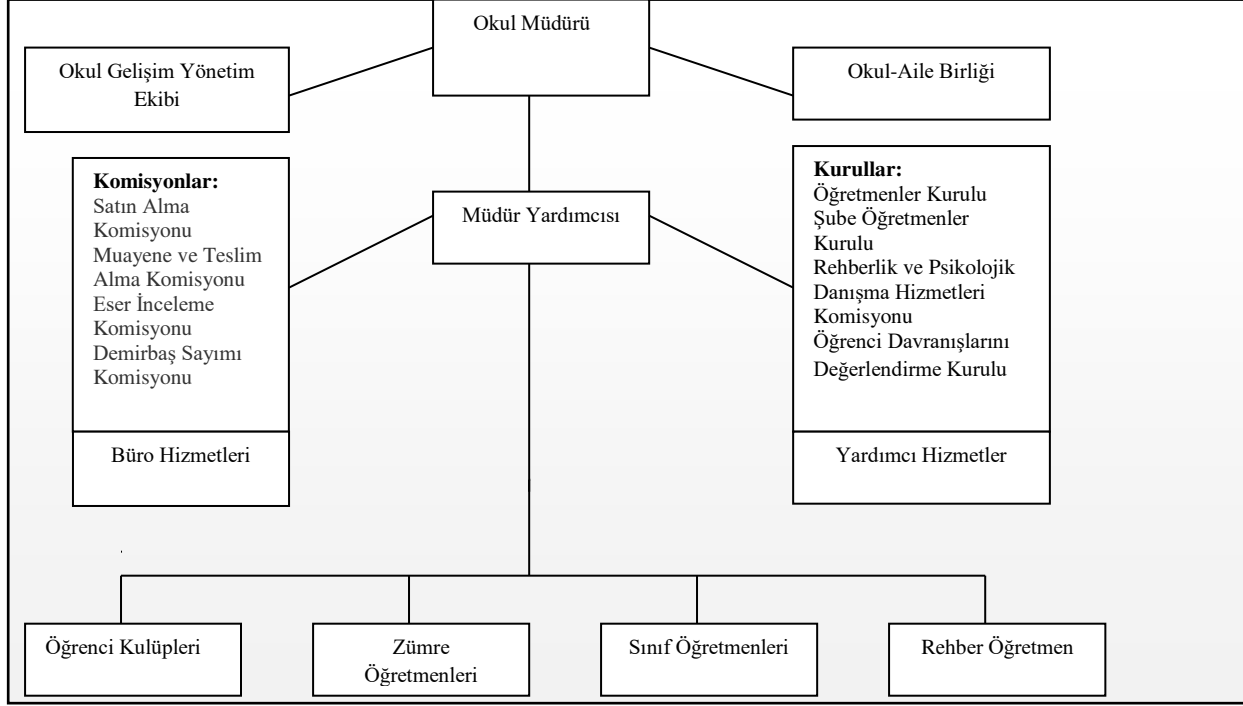 Okul Müdürü
Okul Gelişim Yönetim
Ekibi
Okul-Aile Birliği
Komisyonlar:
Satın Alma
Komisyonu
Muayene ve Teslim
Alma Komisyonu
Eser İnceleme
Komisyonu
Demirbaş Sayımı
Komisyonu
Müdür Yardımcısı
Kurullar:
Öğretmenler Kurulu
Şube Öğretmenler
Kurulu
Rehberlik ve Psikolojik
Danışma Hizmetleri
Komisyonu
Öğrenci Davranışlarını
Değerlendirme Kurulu
Büro Hizmetleri
Yardımcı Hizmetler
Öğrenci Kulüpleri
Zümre
Öğretmenleri
Sınıf Öğretmenleri
Rehber Öğretmen